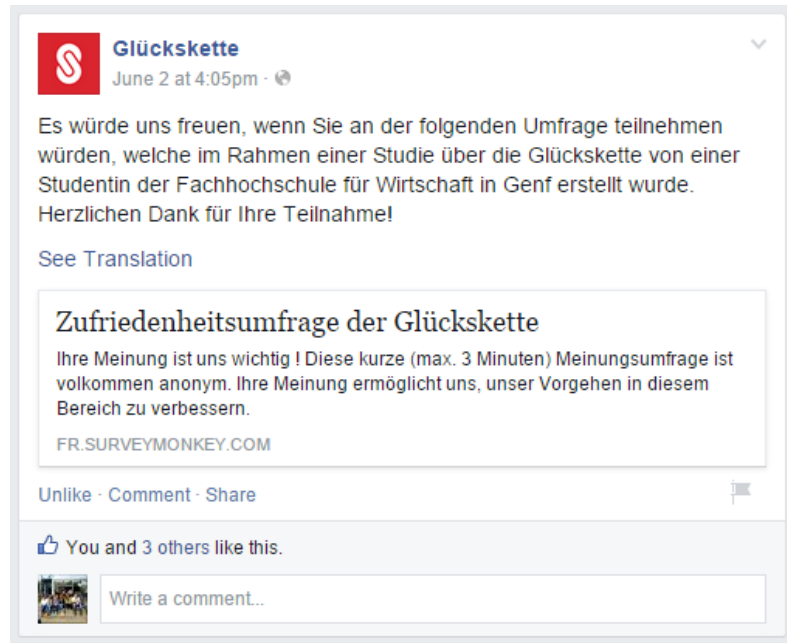 Glückskette
June 2 at 4:05pm ·
Es würde uns freuen, wenn Sie an der folgenden Umfrage teilnehmen
würden, welche im Rahmen einer Studie über die Glückskette von einer
Studentin der Fachhochschule für Wirtschaft in Genf erstellt wurde.
Herzlichen Dank für Ihre Teilnahme!
See Translation
Zufriedenheitsumfrage der Glückskette
Ihre Meinung ist uns wichtig ! Diese kurze (max. 3 Minuten) Meinungsumfrage ist
volkommen anonym. Ihre Meinung ermöglicht uns, unser Vorgehen in diesem
Bereich zu verbessern.
FR.SURVEYMONKEY.COM
Unlike · Comment · Share
You and 3 others like this.
Write a comment...